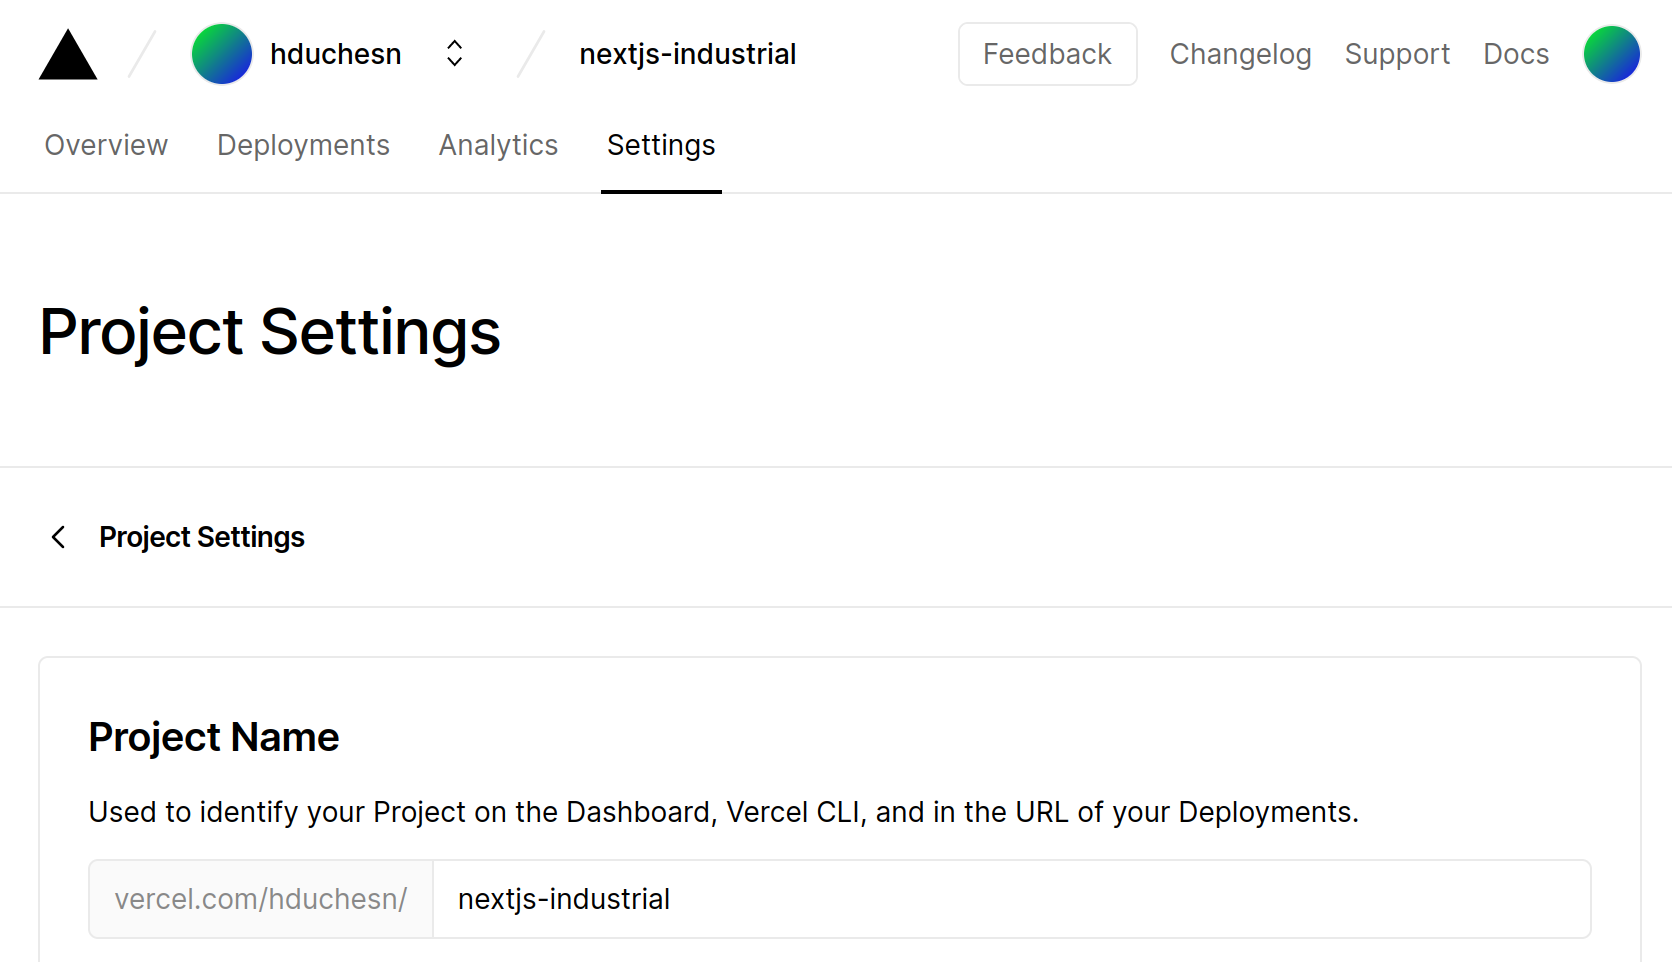 hduchesn nextjs-industrial Feedback Changelog Support Docs
Overview Deployments Analytics Settings
Project Settings
Project Settings
Project Name
Used to identify your Project on the Dashboard, Vercel CLI, and in the URL of your Deployments.
vercel.com/hduchesn/ nextjs-industrial